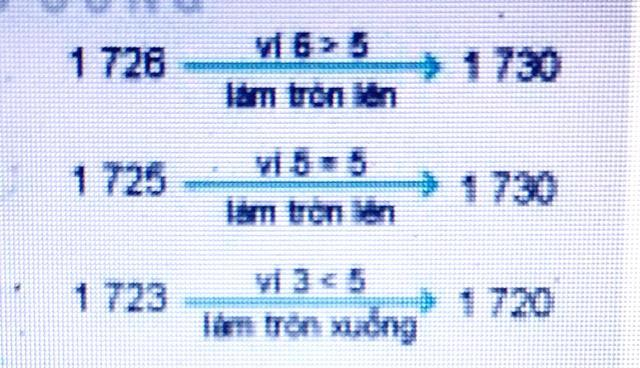 1 726 vì 6 > 5 1 730
làm tròn lên
1 725 vì 5 = 5 1 730
làm tròn lên
1 723 vì 3 < 5 1 720
làm tròn xuống